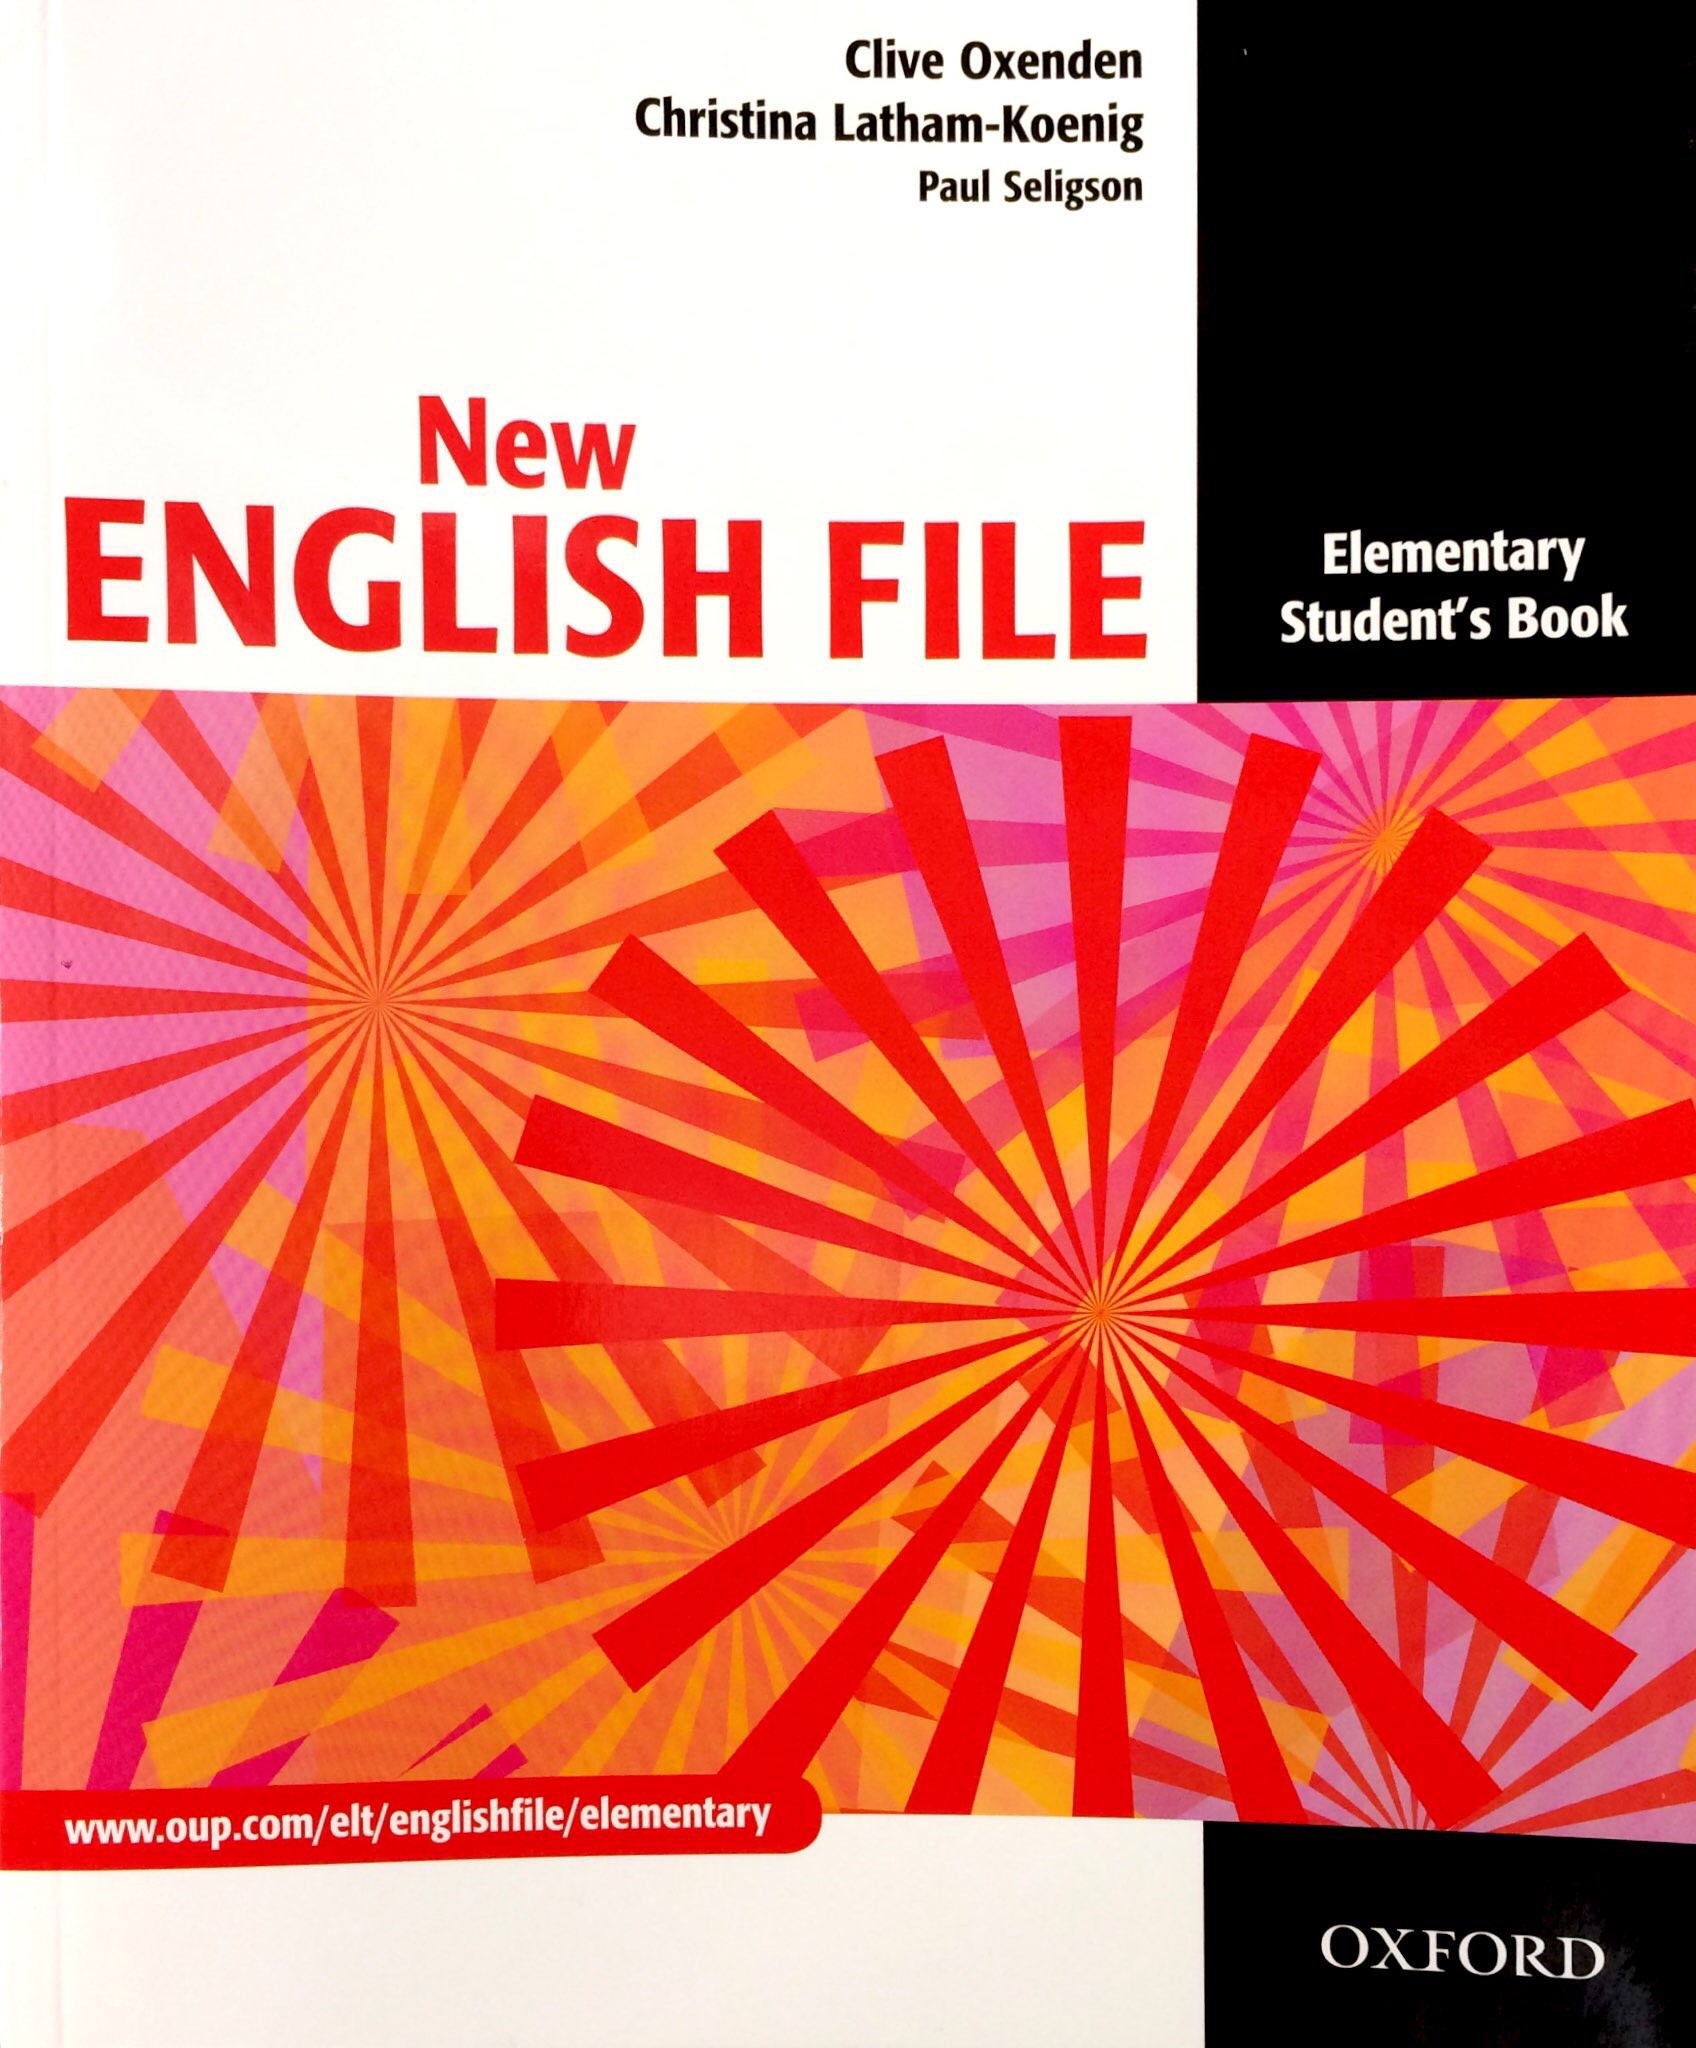 Clive Oxenden
Christina Latham-Koenig
Paul Seligson
New
ENGLISH FILE
Elementary
Student's Book
www.oup.com/elt/englishfile/elementary
OXFORD